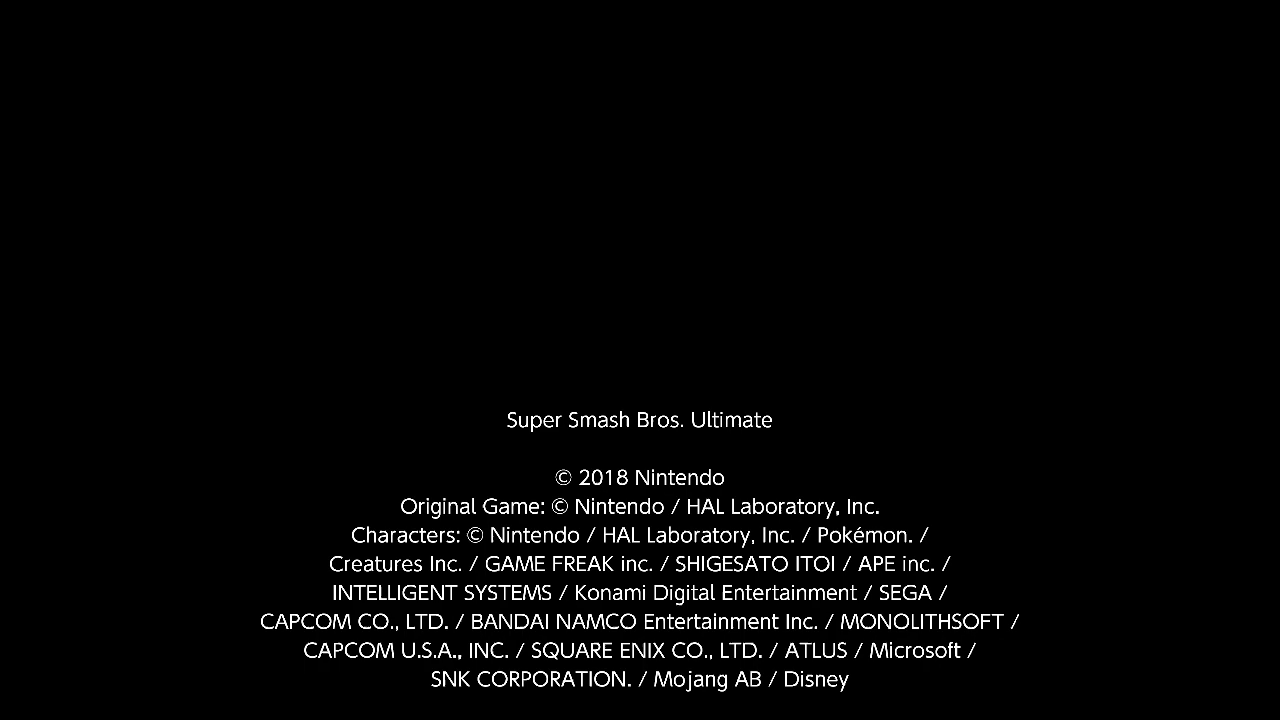 Super Smash Bros. Ultimate
© 2018 Nintendo
Original Game: © Nintendo / HAL Laboratory, Inc.
Characters: © Nintendo / HAL Laboratory, Inc. / Pokémon. /
Creatures Inc. / GAME FREAK inc. / SHIGESATO ITOI / APE inc. /
INTELLIGENT SYSTEMS / Konami Digital Entertainment / SEGA /
CAPCOM CO., LTD. / BANDAI NAMCO Entertainment Inc. / MONOLITHSOFT /
CAPCOM U.S.A., INC. / SQUARE ENIX CO., LTD. / ATLUS / Microsoft /
SNK CORPORATION. / Mojang AB / Disney